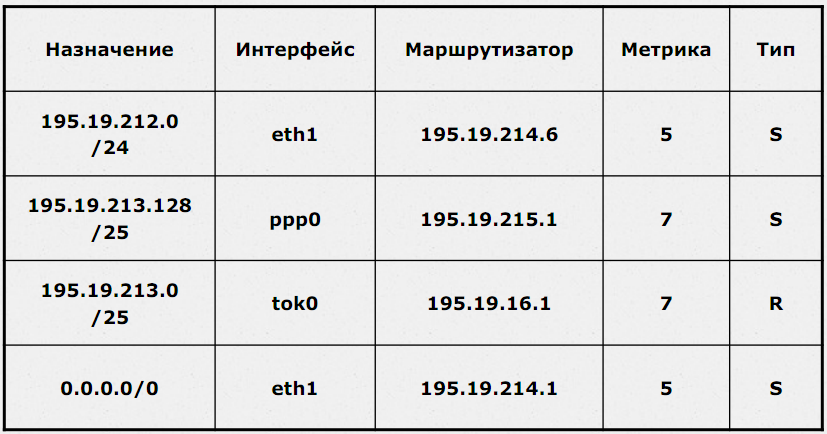 Назначение Интерфейс Маршрутизатор Метрика Тип
195.19.212.0
/24 eth1 195.19.214.6 5 S
195.19.213.128
/25 ppp0 195.19.215.1 7 S
195.19.213.0
/25 tok0 195.19.16.1 7 R
0.0.0.0/0 eth1 195.19.214.1 5 S